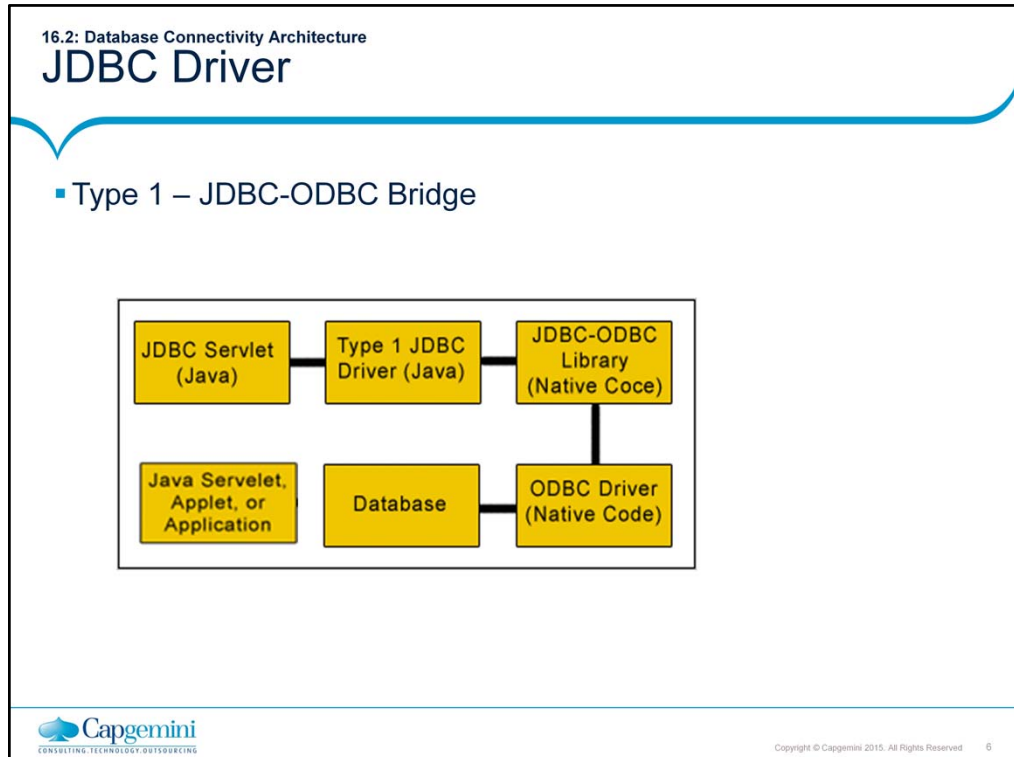 16.2: Database Connectivity Architecture
JDBC Driver
Type 1 – JDBC-ODBC Bridge
JDBC Servlet
(Java)
Type 1 JDBC
Driver (Java)
JDBC-ODBC
Library
(Native Coce)
Java Servelet,
Applet, or
Application
Database
ODBC Driver
(Native Code)
Capgemini
CONSULTING.TECHNOLOGY.OUTSOURCING
Copyright © Capgemini 2015. All Rights Reserved 6